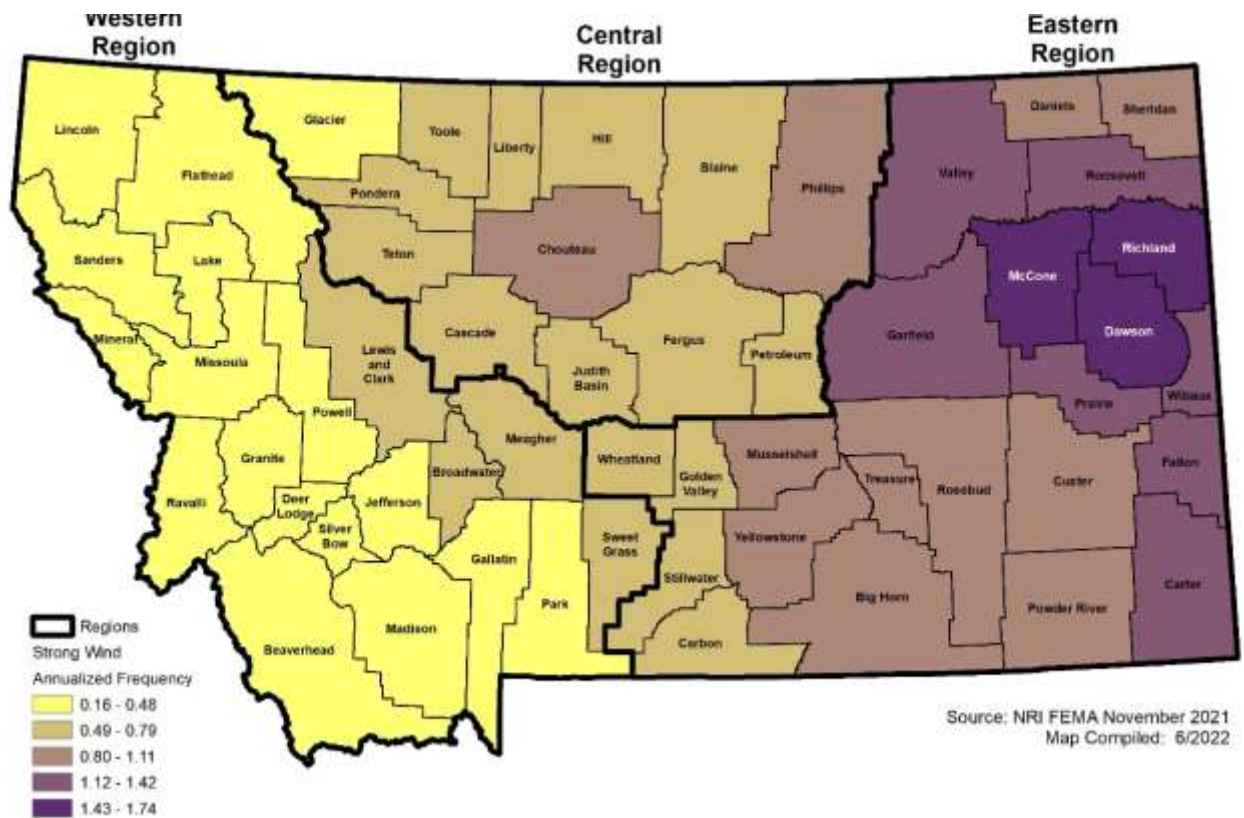 Western
Region
Central
Region
Eastern
Region
Lincoln
Flathead
Glacier
Toole
Liberty
Hill
Blaine
Phillips
Valley
Daniels
Sheridan
Roosevelt
Pondera
Teton
Chouteau
Sanders
Lake
McCone
Richland
Dawson
Garfield
Mineral
Missoula
Lewis
and
Clark
Cascade
Judith
Basin
Fergus
Petroleum
Powell
Prairie
Wibaux
Granite
Meagher
Broadwater
Wheatland
Golden
Valley
Musselshell
Treasure
Rosebud
Custer
Fallon
Ravalli
Deer
Lodge
Jefferson
Silver
Bow
Gallatin
Sweet
Grass
Stillwater
Yellowstone
Park
Big Horn
Powder River
Carter
Beaverhead
Madison
Carbon
Regions
Strong Wind
Annualized Frequency
0.16 - 0.48
0.49 - 0.79
0.80 - 1.11
1.12 - 1.42
1.43 - 1.74
Source: NRI FEMA November 2021
Map Compiled: 6/2022